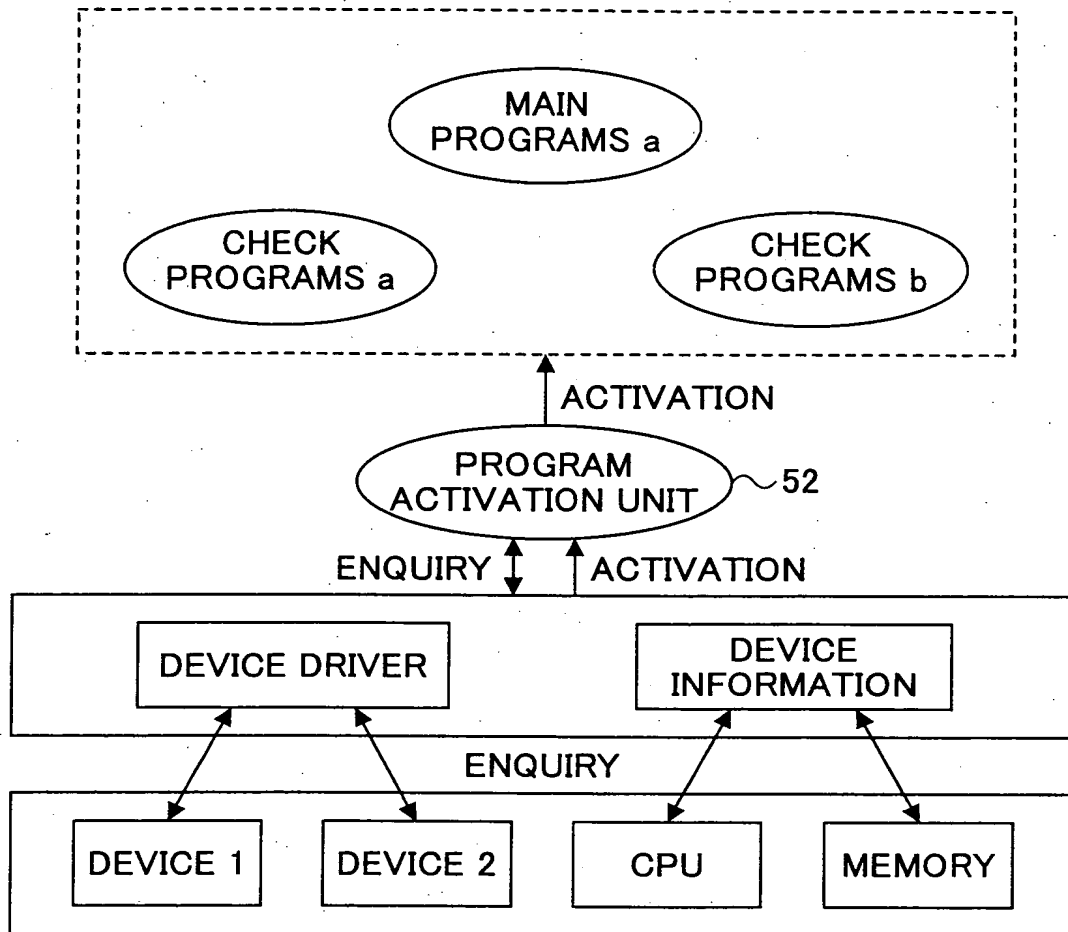 MAIN
PROGRAMS a
CHECK
PROGRAMS a
CHECK
PROGRAMS b
ACTIVATION
PROGRAM
ACTIVATION UNIT
52
ENQUIRY
ACTIVATION
DEVICE DRIVER
DEVICE
INFORMATION
ENQUIRY
DEVICE 1
DEVICE 2
CPU
MEMORY